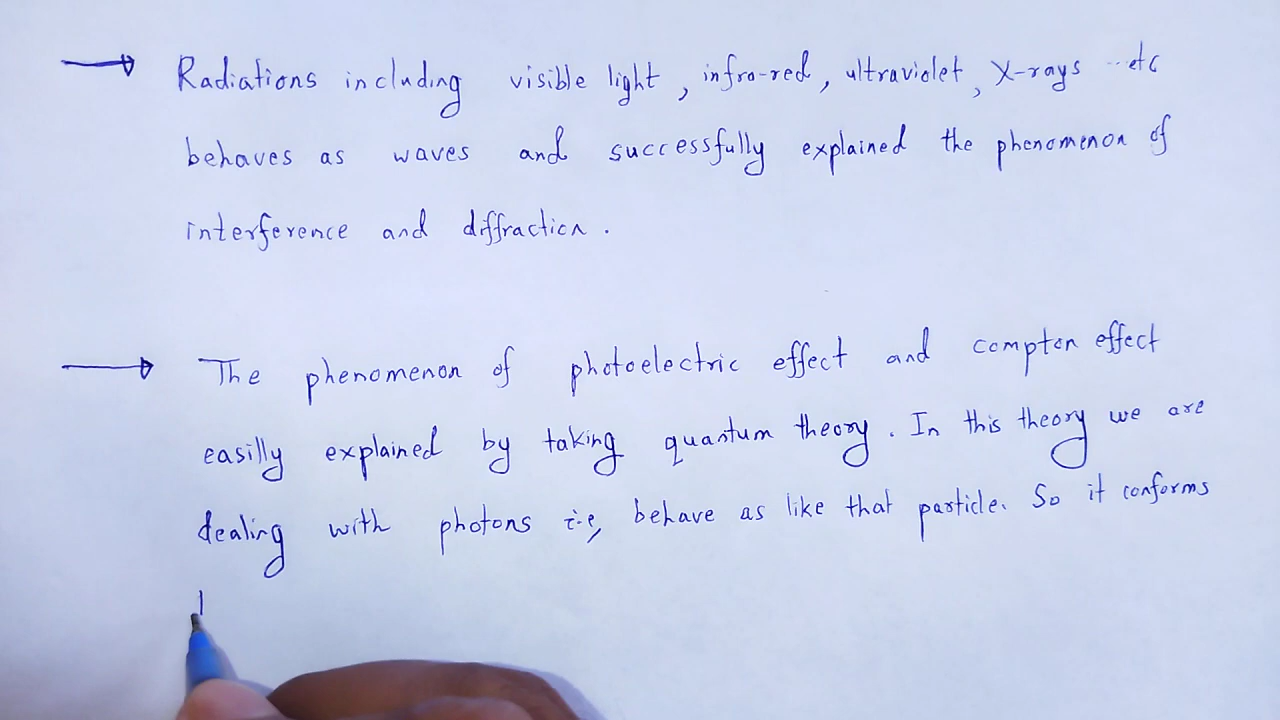 Radiations including visible light, infra-red, ultraviolet, X-rays ...etc
behaves as waves and successfully explained the phenomenon of
interference and diffraction.
The phenomenon of photoelectric effect and compton effect
easilly explained by taking quantum theory. In this theory we are
dealing with photons i.e, behave as like that particle. So it conforms